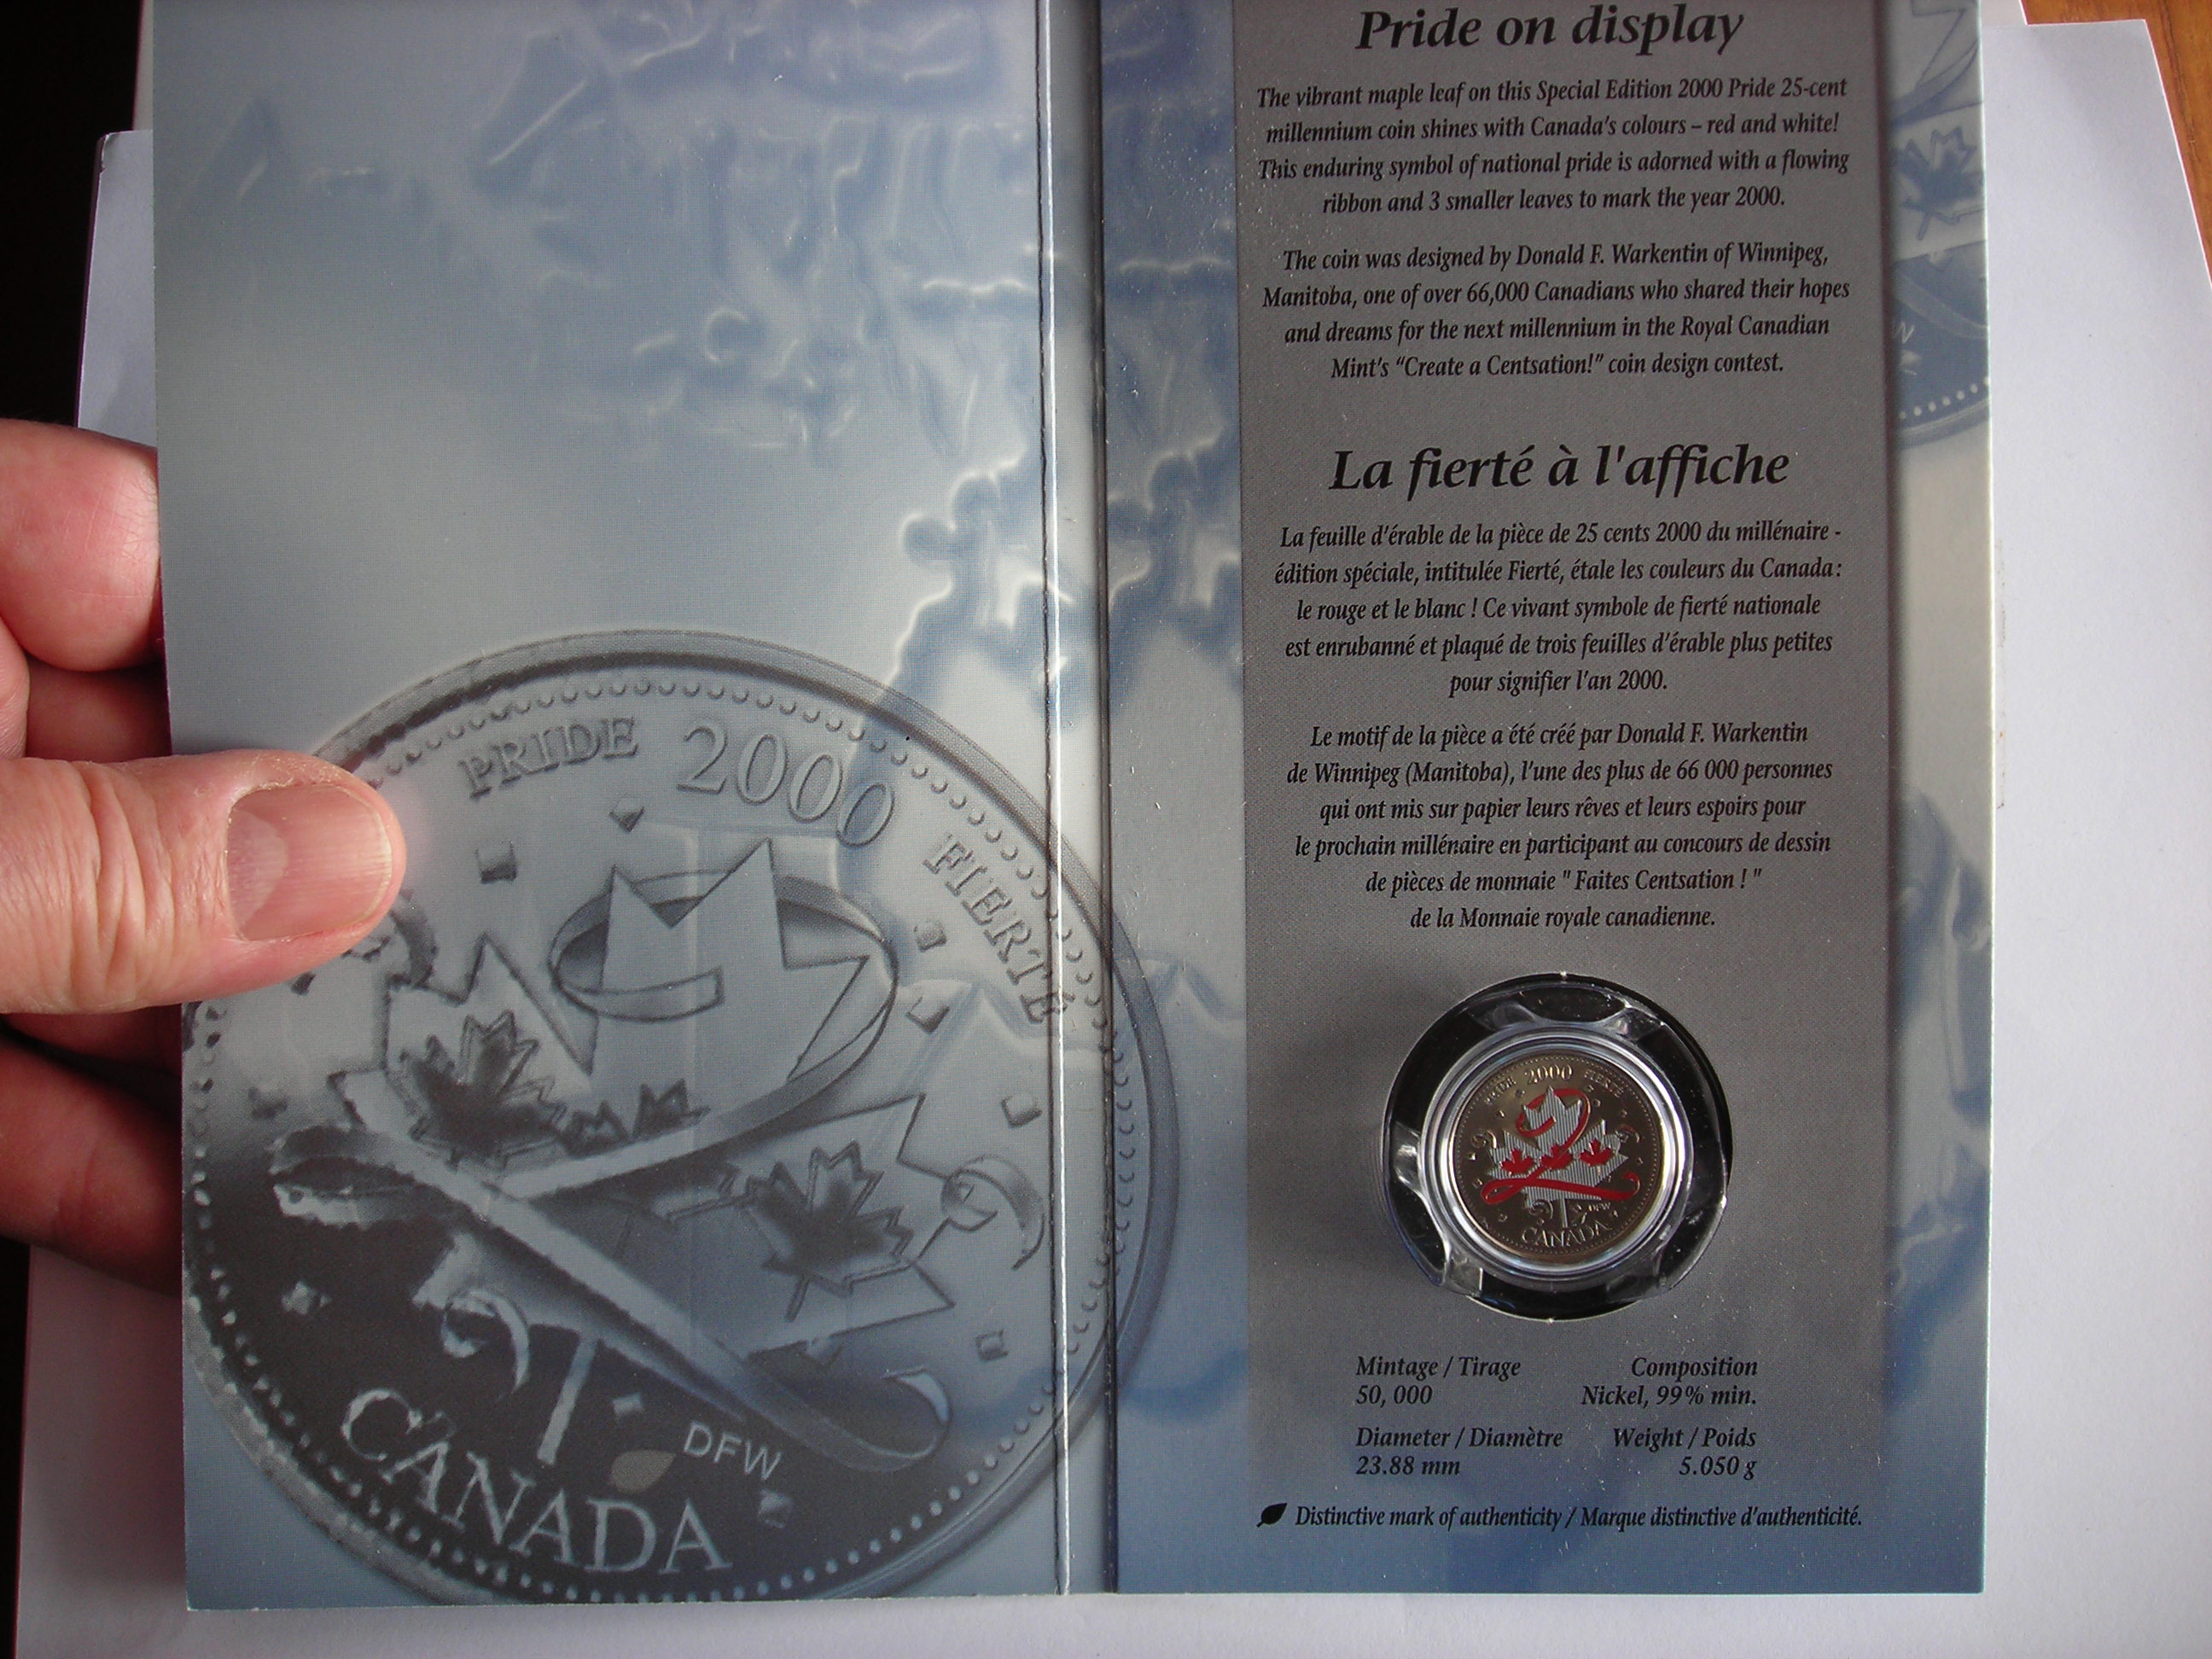 PRIDE 2000 FIERTÉ
DFW
CANADA
Pride on display
The vibrant maple leaf on this Special Edition 2000 Pride 25-cent
millennium coin shines with Canada's colours – red and white!
This enduring symbol of national pride is adorned with a flowing
ribbon and 3 smaller leaves to mark the year 2000.
The coin was designed by Donald F. Warkentin of Winnipeg,
Manitoba, one of over 66,000 Canadians who shared their hopes
and dreams for the next millennium in the Royal Canadian
Mint's “Create a Centsation!” coin design contest.
La fierté à l'affiche
La feuille d'érable de la pièce de 25 cents 2000 du millénaire -
édition spéciale, intitulée Fierté, étale les couleurs du Canada:
le rouge et le blanc ! Ce vivant symbole de fierté nationale
est enrubanné et plaqué de trois feuilles d'érable plus petites
pour signifier l'an 2000.
Le motif de la pièce a été créé par Donald F. Warkentin
de Winnipeg (Manitoba), l'une des plus de 66 000 personnes
qui ont mis sur papier leurs rêves et leurs espoirs pour
le prochain millénaire en participant au concours de dessin
de pièces de monnaie " Faites Centsation ! "
de la Monnaie royale canadienne.
PRIDE 2000 FIERTÉ
DFW
CANADA
Mintage / Tirage
50, 000
Composition
Nickel, 99% min.
Diameter / Diamètre
23.88 mm
Weight / Poids
5.050 g
Distinctive mark of authenticity / Marque distinctive d'authenticité.